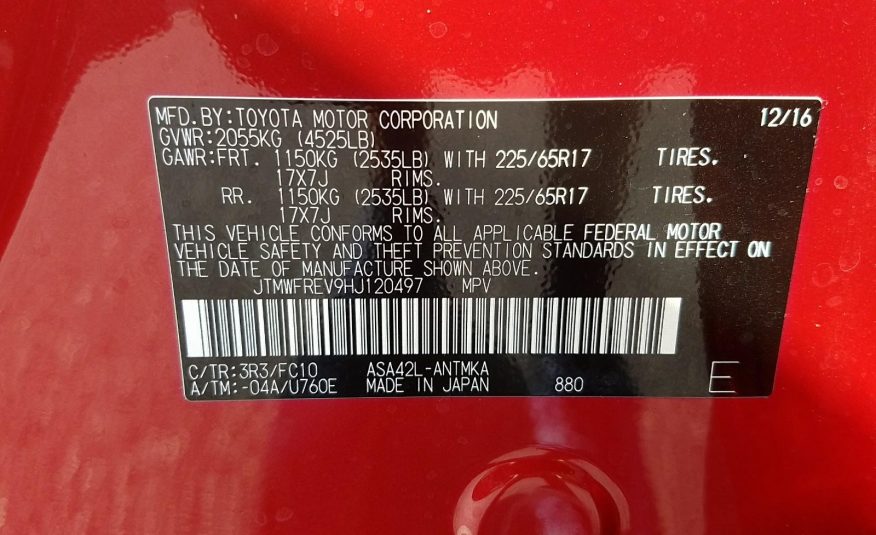 MFD.BY:TOYOTA MOTOR CORPORATION 12/16
GVWR:2055KG (4525LB)
GAWR:FRT. 1150KG (2535LB) WITH 225/65R17 TIRES.
17X7J RIMS.
RR. 1150KG (2535LB) WITH 225/65R17 TIRES.
17X7J RIMS.
THIS VEHICLE CONFORMS TO ALL APPLICABLE FEDERAL MOTOR
VEHICLE SAFETY AND THEFT PREVENTION STANDARDS IN EFFECT ON
THE DATE OF MANUFACTURE SHOWN ABOVE.
JTMWFREV9HJ120497 MPV
C/TR:3R3/FC10 ASA42L-ANTMKA
A/TM:-04A/U760E MADE IN JAPAN 880 E